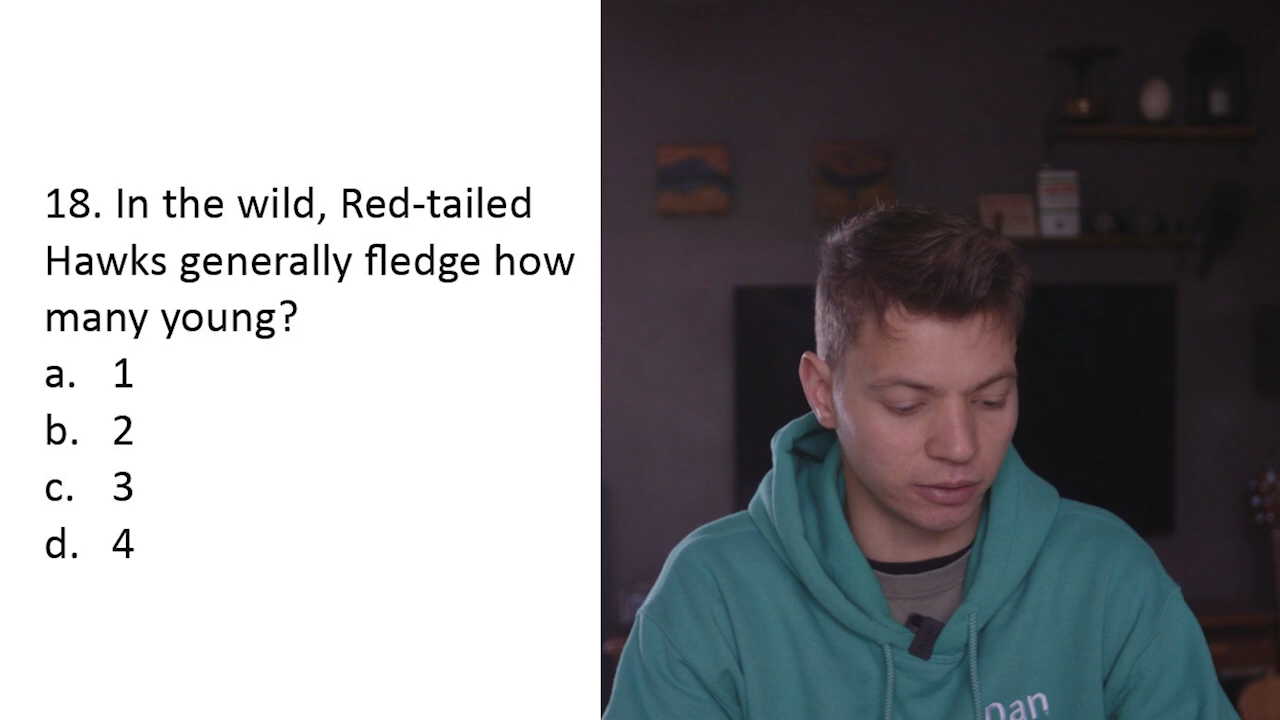 18. In the wild, Red-tailed
Hawks generally fledge how
many young?
a. 1
b. 2
c. 3
d. 4
Dan